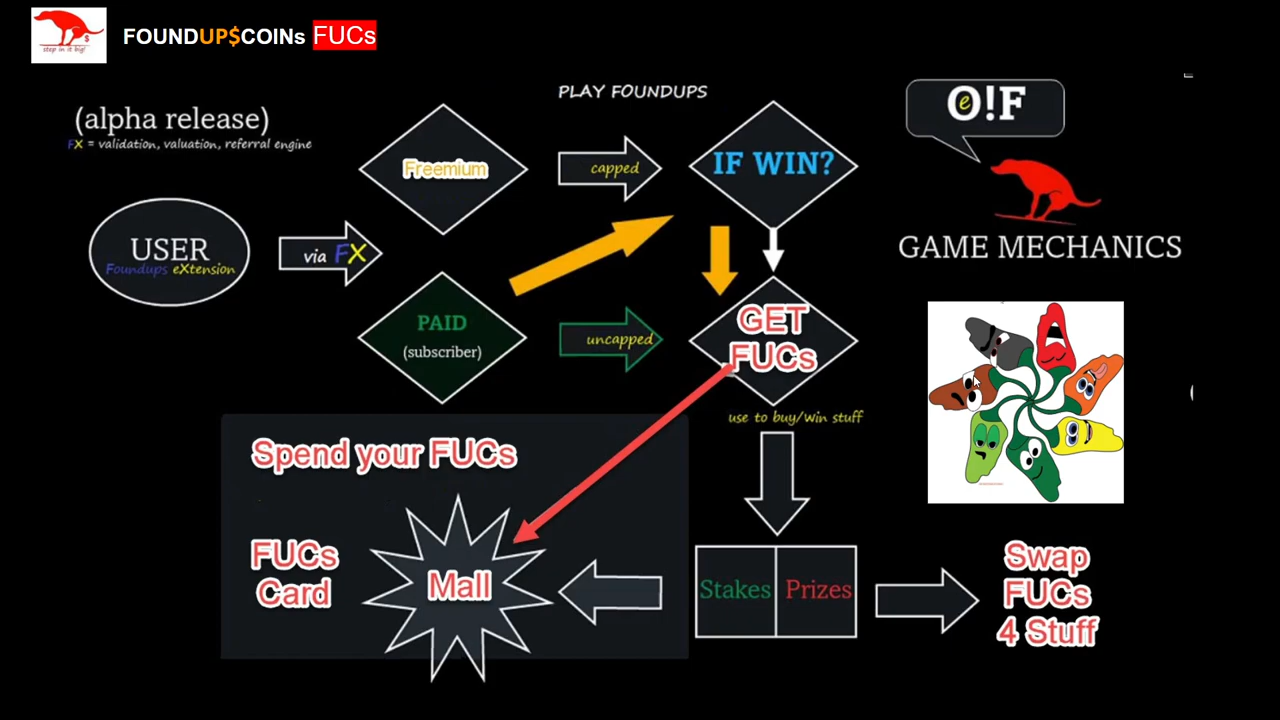 FOUNDUP$COINs FUCs
$
step in it big!
PLAY FOUNDUPS
(alpha release)
FX = validation, valuation, referral engine
O!F
e
Freemium
capped
IF WIN?
USER
Foundups eXtension
via FX
GAME MECHANICS
PAID
(subscriber)
uncapped
GET
FUCs
use to buy/win stuff
Spend your FUCs
FUCs
Card
Mall
Stakes
Prizes
Swap
FUCs
4 Stuff